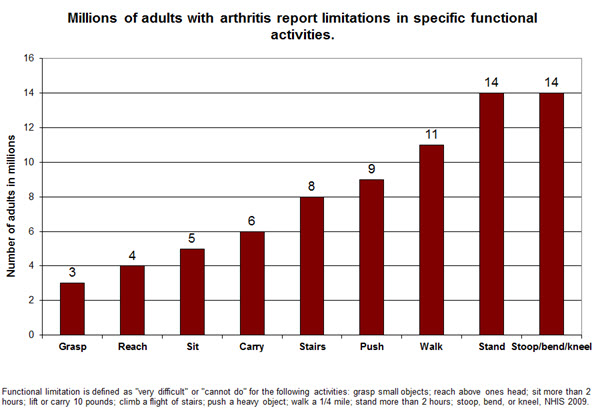 Millions of adults with arthritis report limitations in specific functional
activities.
Number of adults in millions
16
14
12
10
8
6
4
2
0
3
4
5
6
8
9
11
14
14
Grasp
Reach
Sit
Carry
Stairs
Push
Walk
Stand
Stoop/bend/kneel
Functional limitation is defined as "very difficult" or "cannot do" for the following activities: grasp small objects; reach above ones head; sit more than 2
hours; lift or carry 10 pounds; climb a flight of stairs; push a heavy object; walk a 1/4 mile; stand more than 2 hours; stoop, bend, or kneel, NHIS 2009.